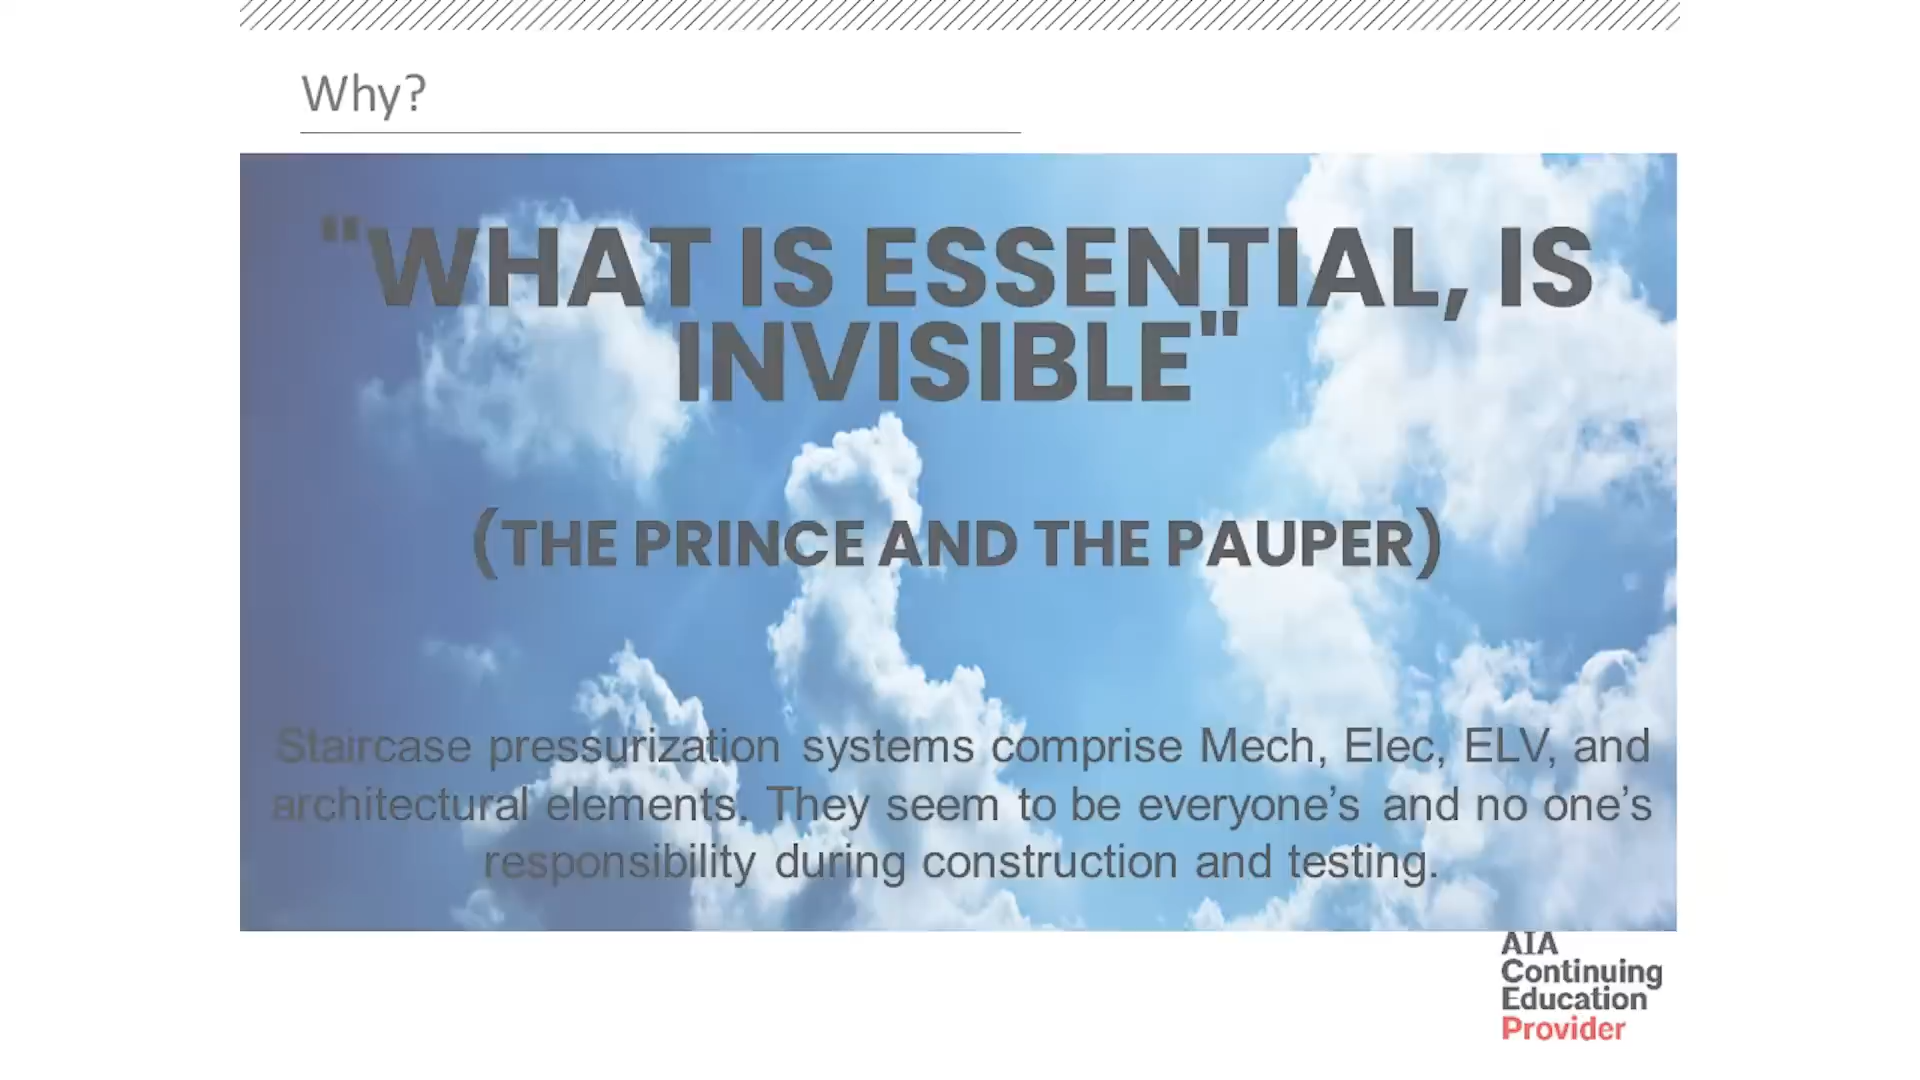 Why?
"WHAT IS ESSENTIAL, IS
INVISIBLE"
(THE PRINCE AND THE PAUPER)
Staircase pressurization systems comprise Mech, Elec, ELV, and
architectural elements. They seem to be everyone’s and no one’s
responsibility during construction and testing.
AIA
Continuing
Education
Provider